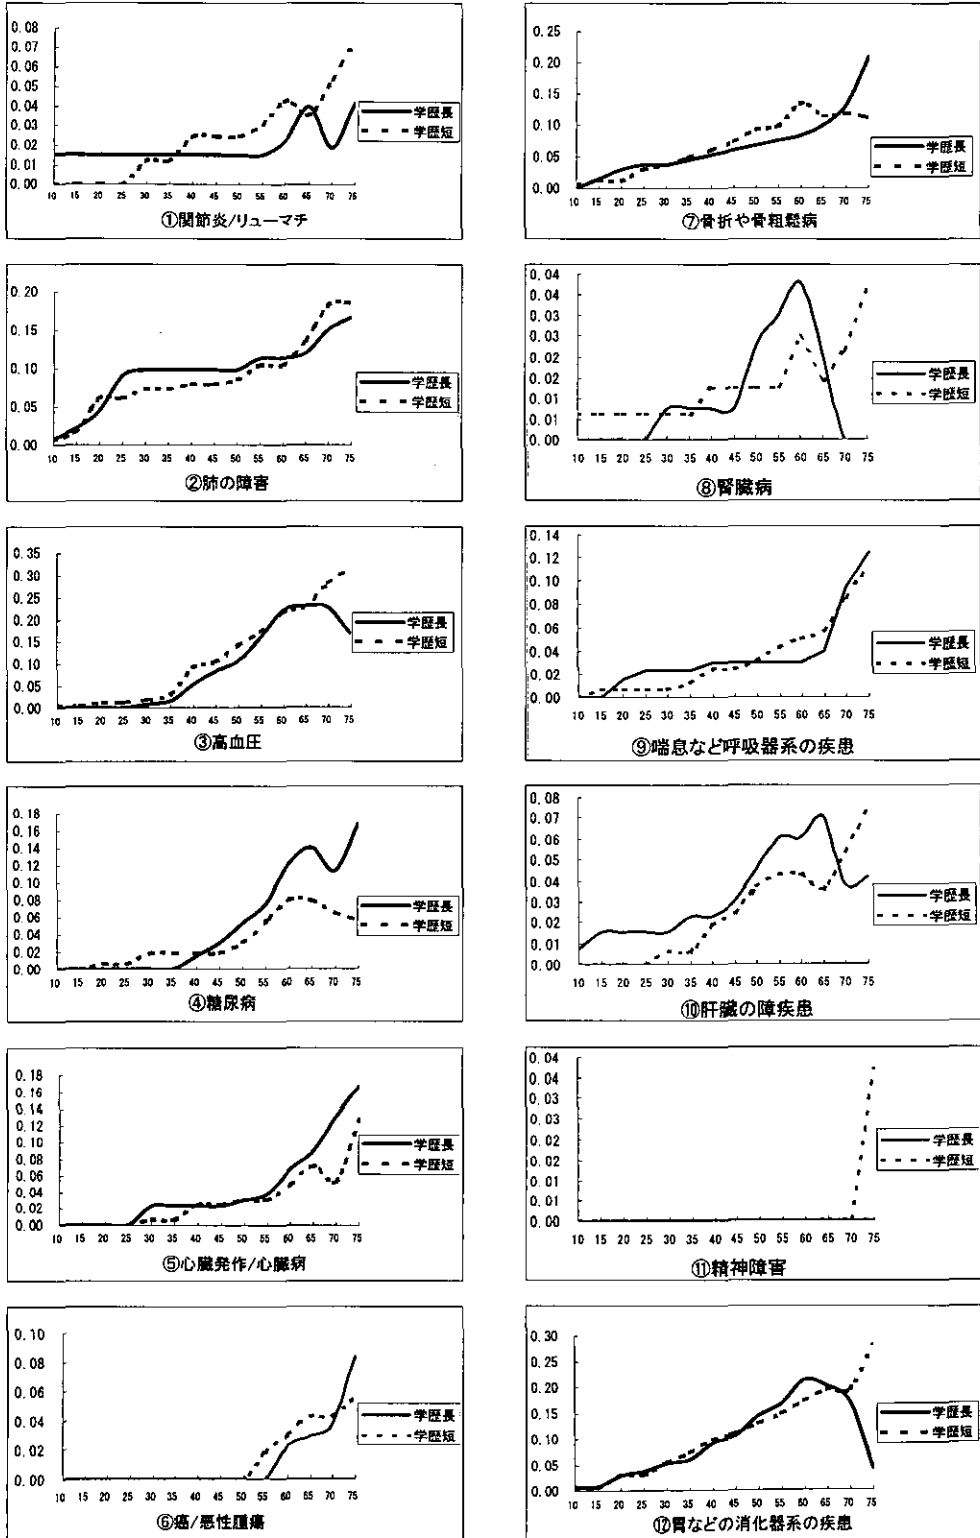 0.08
0.07
0.06
0.05
0.04
0.03
0.02
0.01
0.00
10 15 20 25 30 35 40 45 50 55 60 65 70 75
学歴長
学歴短
①関節炎/リューマチ
0.20
0.15
0.10
0.05
0.00
10 15 20 25 30 35 40 45 50 55 60 65 70 75
学歴長
学歴短
②肺の障害
0.35
0.30
0.25
0.20
0.15
0.10
0.05
0.00
10 15 20 25 30 35 40 45 50 55 60 65 70 75
学歴長
学歴短
③高血圧
0.18
0.16
0.14
0.12
0.10
0.08
0.06
0.04
0.02
0.00
10 15 20 25 30 35 40 45 50 55 60 65 70 75
学歴長
学歴短
④糖尿病
0.18
0.16
0.14
0.12
0.10
0.08
0.06
0.04
0.02
0.00
10 15 20 25 30 35 40 45 50 55 60 65 70 75
学歴長
学歴短
⑤心臓発作/心臓病
0.10
0.08
0.06
0.04
0.02
0.00
10 15 20 25 30 35 40 45 50 55 60 65 70 75
学歴長
学歴短
⑥癌/悪性腫瘍
0.25
0.20
0.15
0.10
0.05
0.00
10 15 20 25 30 35 40 45 50 55 60 65 70 75
学歴長
学歴短
⑦骨折や骨粗鬆病
0.04
0.04
0.03
0.03
0.02
0.02
0.01
0.01
0.00
10 15 20 25 30 35 40 45 50 55 60 65 70 75
学歴長
学歴短
⑧腎臓病
0.14
0.12
0.10
0.08
0.06
0.04
0.02
0.00
10 15 20 25 30 35 40 45 50 55 60 65 70 75
学歴長
学歴短
⑨喘息など呼吸器系の疾患
0.08
0.07
0.06
0.05
0.04
0.03
0.02
0.01
0.00
10 15 20 25 30 35 40 45 50 55 60 65 70 75
学歴長
学歴短
⑩肝臓の障疾患
0.04
0.04
0.03
0.03
0.02
0.02
0.01
0.01
0.00
10 15 20 25 30 35 40 45 50 55 60 65 70 75
学歴長
学歴短
⑪精神障害
0.30
0.25
0.20
0.15
0.10
0.05
0.00
10 15 20 25 30 35 40 45 50 55 60 65 70 75
学歴長
学歴短
⑫胃などの消化器系の疾患